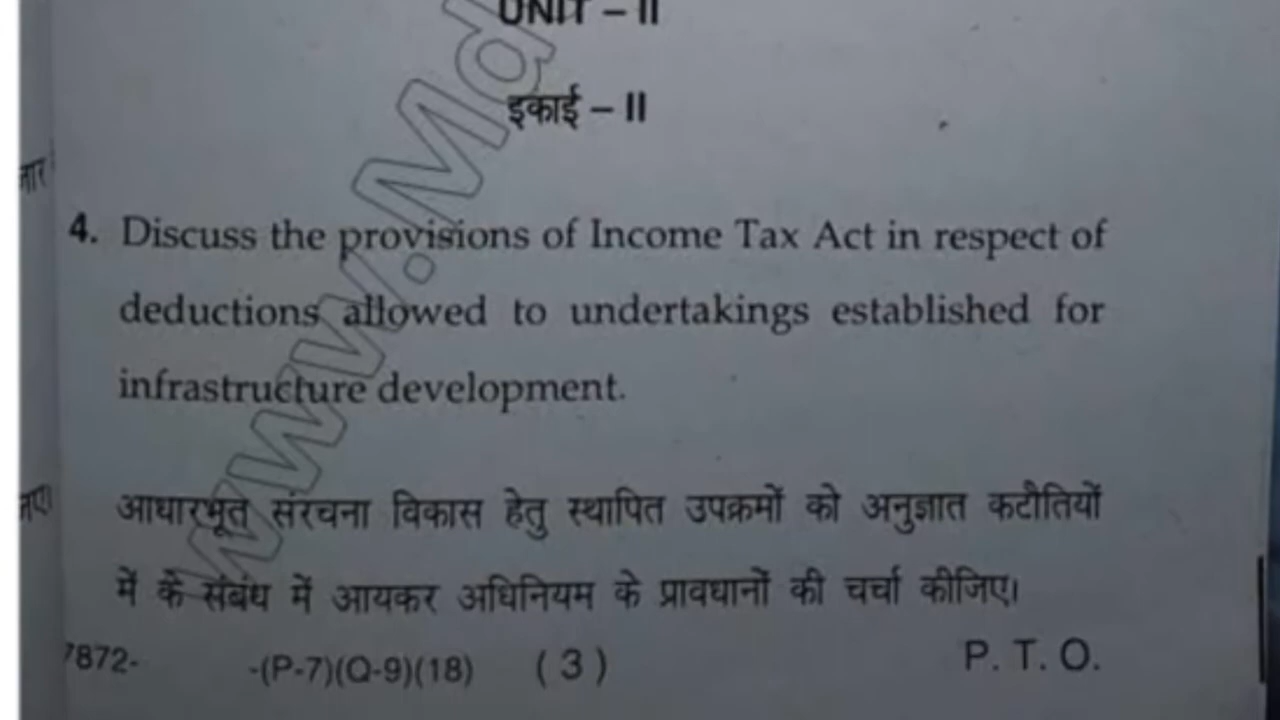 UNIT – II
इकाई – II
4. Discuss the provisions of Income Tax Act in respect of
deductions allowed to undertakings established for
infrastructure development.
आधारभूत संरचना विकास हेतु स्थापित उपक्रमों को अनुज्ञात कटौतियों
में के संबंध में आयकर अधिनियम के प्रावधानों की चर्चा कीजिए।
7872- -(P-7)(Q-9)(18) ( 3 ) P. T. O.
www.Md